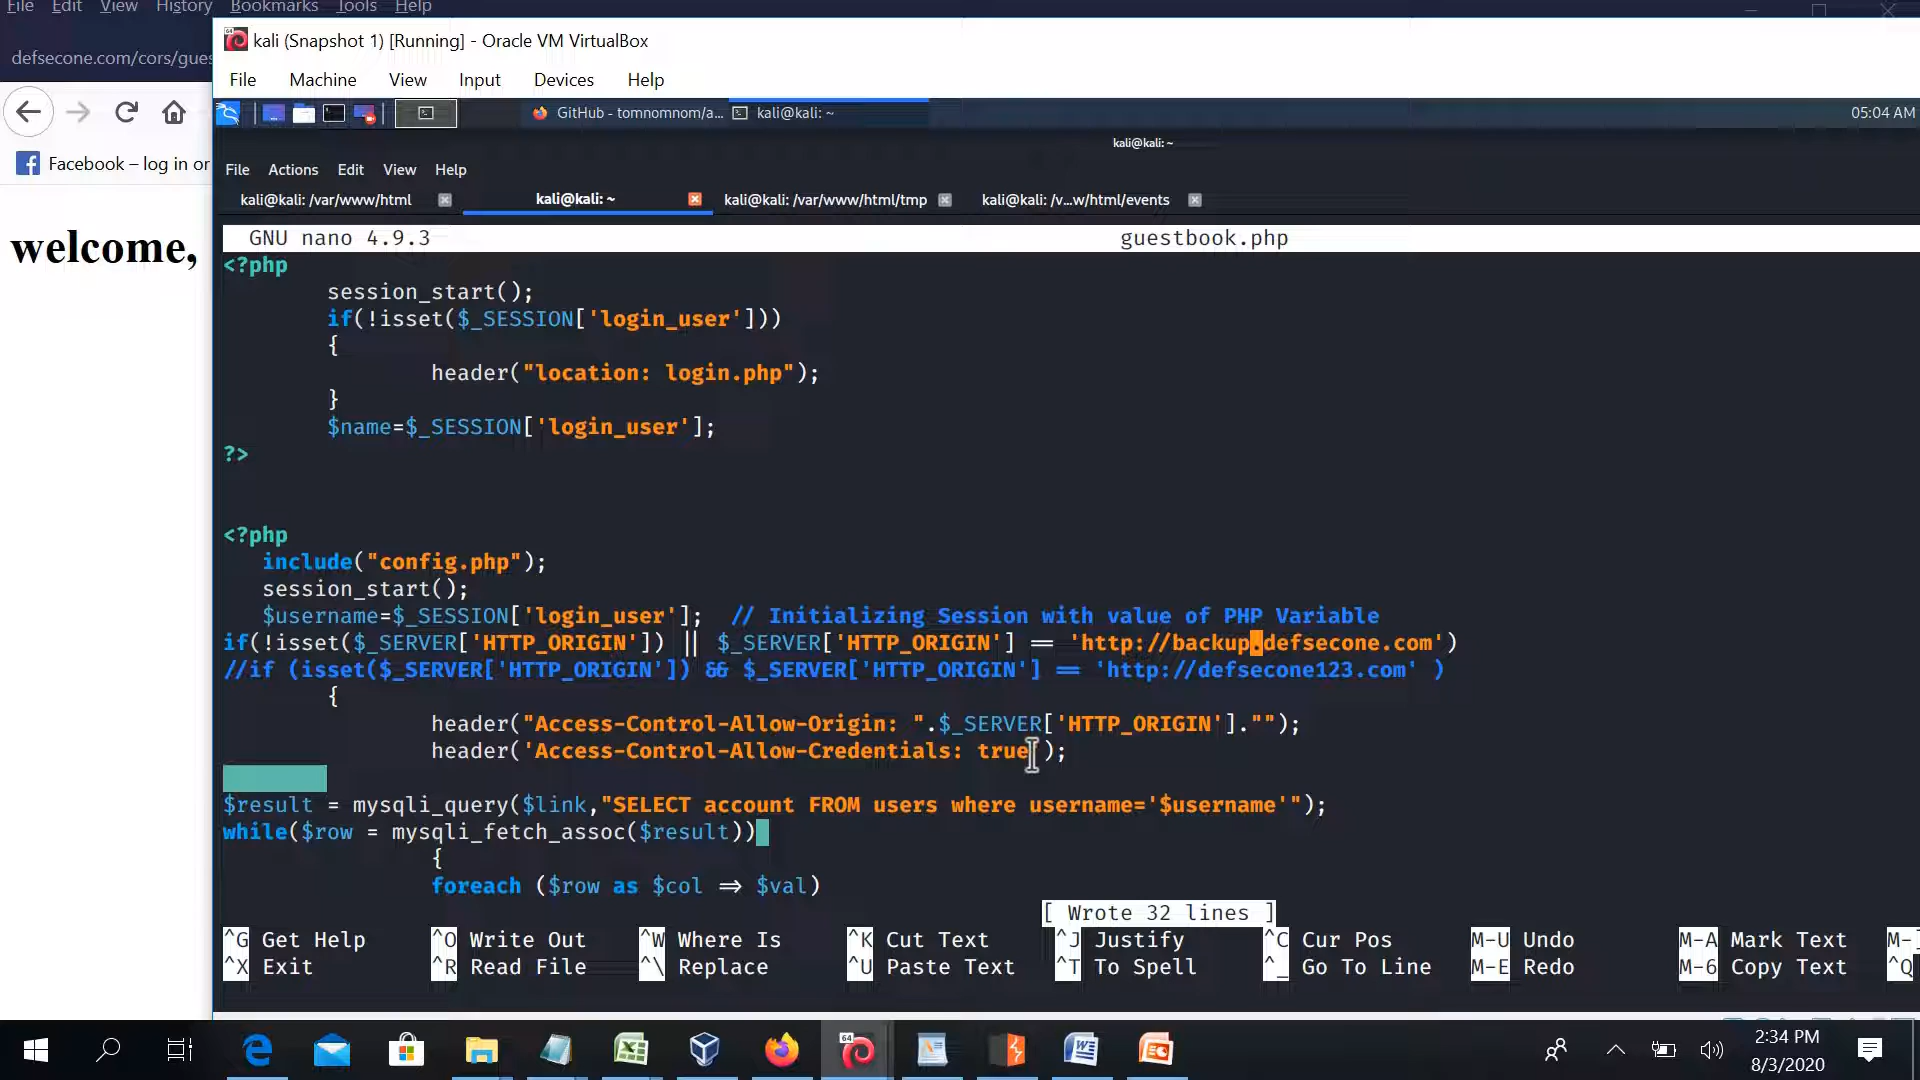 File Edit View History Bookmarks Tools Help
kali (Snapshot 1) [Running] - Oracle VM VirtualBox
defsecone.com/cors/gues
File Machine View Input Devices Help
GitHub - tomnomnom/a... kali@kali: ~ 05:04 AM
kali@kali: ~
Facebook – log in or
File Actions Edit View Help
kali@kali: /var/www/html kali@kali: ~ kali@kali: /var/www/html/tmp kali@kali: /v...w/html/events
welcome,
GNU nano 4.9.3 guestbook.php
<?php
session_start();
if(!isset($_SESSION['login_user']))
{
header("location: login.php");
}
$name=$_SESSION['login_user'];
?>
<?php
include("config.php");
session_start();
$username=$_SESSION['login_user']; // Initializing Session with value of PHP Variable
if(!isset($_SERVER['HTTP_ORIGIN']) || $_SERVER['HTTP_ORIGIN'] == 'http://backup.defsecone.com')
//if (isset($_SERVER['HTTP_ORIGIN']) && $_SERVER['HTTP_ORIGIN'] == 'http://defsecone123.com' )
{
header("Access-Control-Allow-Origin: ".$_SERVER['HTTP_ORIGIN']."");
header('Access-Control-Allow-Credentials: true');
$result = mysqli_query($link,"SELECT account FROM users where username='$username'");
while($row = mysqli_fetch_assoc($result))
{
foreach ($row as $col => $val)
[ Wrote 32 lines ]
^G Get Help ^O Write Out ^W Where Is ^K Cut Text ^J Justify ^C Cur Pos M-U Undo M-A Mark Text M-]
^X Exit ^R Read File ^\ Replace ^U Paste Text ^T To Spell ^_ Go To Line M-E Redo M-6 Copy Text ^Q
2:34 PM
8/3/2020